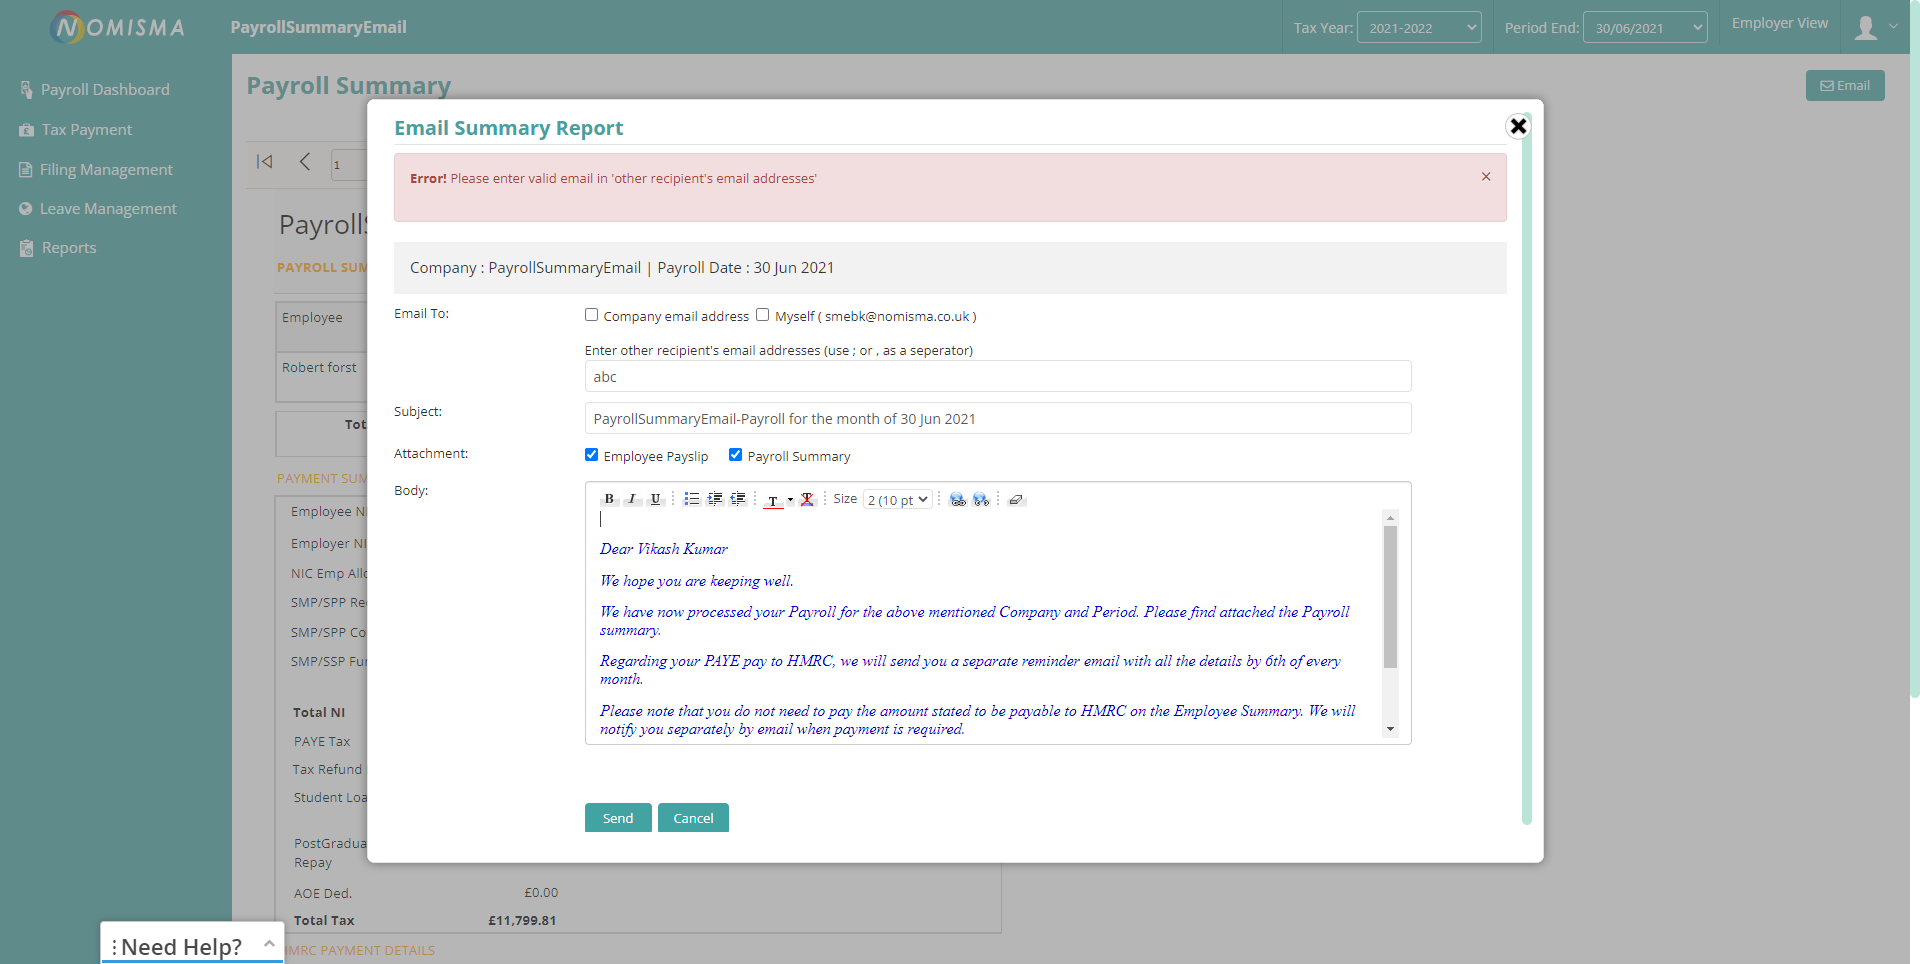 NOMISMA
PayrollSummaryEmail
Tax Year: 2021-2022
Period End: 30/06/2021
Employer View
Payroll Dashboard
Tax Payment
Filing Management
Leave Management
Reports
Payroll Summary
Email
1
Email Summary Report
Error! Please enter valid email in 'other recipient's email addresses'
×
Company : PayrollSummaryEmail | Payroll Date : 30 Jun 2021
Email To:
Company email address
Myself ( smebk@nomisma.co.uk )
Enter other recipient's email addresses (use ; or , as a seperator)
abc
Subject:
PayrollSummaryEmail-Payroll for the month of 30 Jun 2021
Attachment:
Employee Payslip
Payroll Summary
Body:
B I U T T Size 2 (10 pt
Dear Vikash Kumar
We hope you are keeping well.
We have now processed your Payroll for the above mentioned Company and Period. Please find attached the Payroll
summary.
Regarding your PAYE pay to HMRC, we will send you a separate reminder email with all the details by 6th of every
month.
Please note that you do not need to pay the amount stated to be payable to HMRC on the Employee Summary. We will
notify you separately by email when payment is required.
Send
Cancel
Payroll
PAYROLL SUM
Employee
Robert forst
Tot
PAYMENT SUM
Employee N
Employer NI
NIC Emp Allo
SMP/SPP Re
SMP/SPP Co
SMP/SSP Fu
Total NI
PAYE Tax
Tax Refund
Student Loa
PostGradua
Repay
AOE Ded. £0.00
Total Tax £11,799.81
HMRC PAYMENT DETAILS
Need Help?